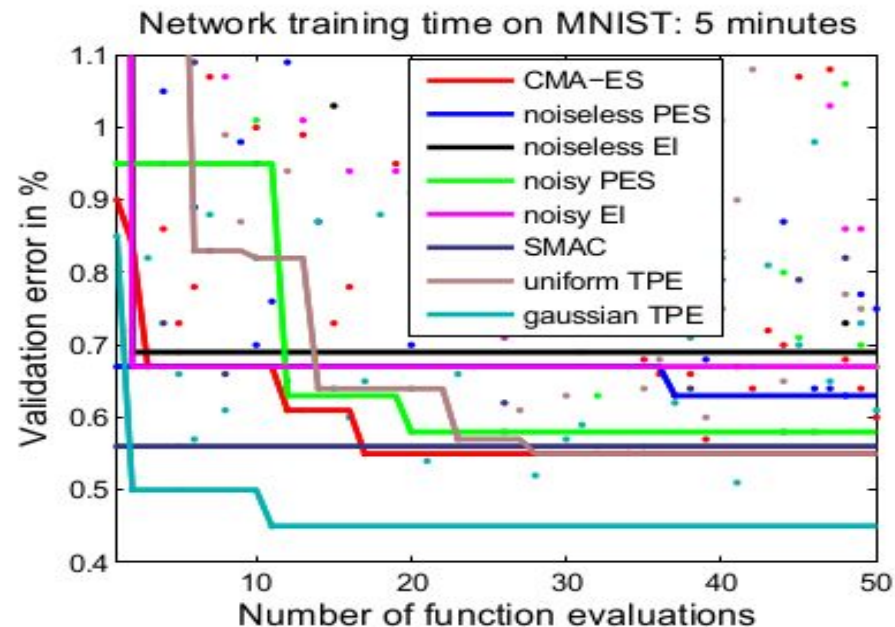 Network training time on MNIST: 5 minutes
1.1
1
0.9
0.8
0.7
0.6
0.5
0.4
Validation error in %
CMA−ES
noiseless PES
noiseless EI
noisy PES
noisy EI
SMAC
uniform TPE
gaussian TPE
10
20
30
40
50
Number of function evaluations